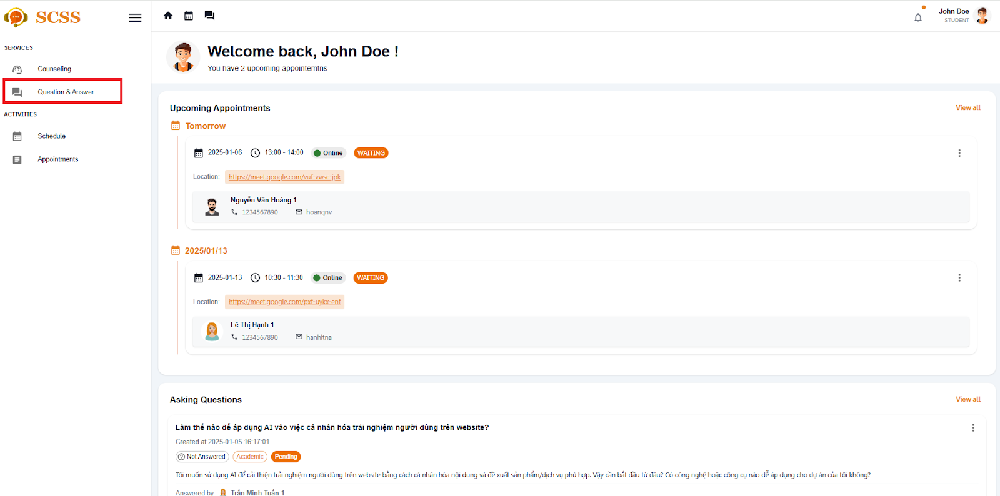 SCSS
John Doe
STUDENT
SERVICES
Counseling
Question & Answer
ACTIVITIES
Schedule
Appointments
Welcome back, John Doe !
You have 2 upcoming appointemtns
Upcoming Appointments
View all
Tomorrow
2025-01-06 13:00 - 14:00 Online WAITING
Location: https://meet.google.com/vuf-vwsc-jpk
Nguyễn Văn Hoàng 1
1234567890 hoangnv
2025/01/13
2025-01-13 10:30 - 11:30 Online WAITING
Location: https://meet.google.com/pxf-uykx-enf
Lê Thị Hạnh 1
1234567890 hanhltna
Asking Questions
View all
Làm thế nào để áp dụng AI vào việc cá nhân hóa trải nghiệm người dùng trên website?
Created at 2025-01-05 16:17:01
Not Answered Academic Pending
Tôi muốn sử dụng AI để cải thiện trải nghiệm người dùng trên website bằng cách cá nhân hóa nội dung và đề xuất sản phẩm/dịch vụ phù hợp. Vậy cần bắt đầu từ đâu? Có công nghệ hoặc công cụ nào dễ áp dụng cho dự án của tôi không?
Answered by Trần Minh Tuấn 1